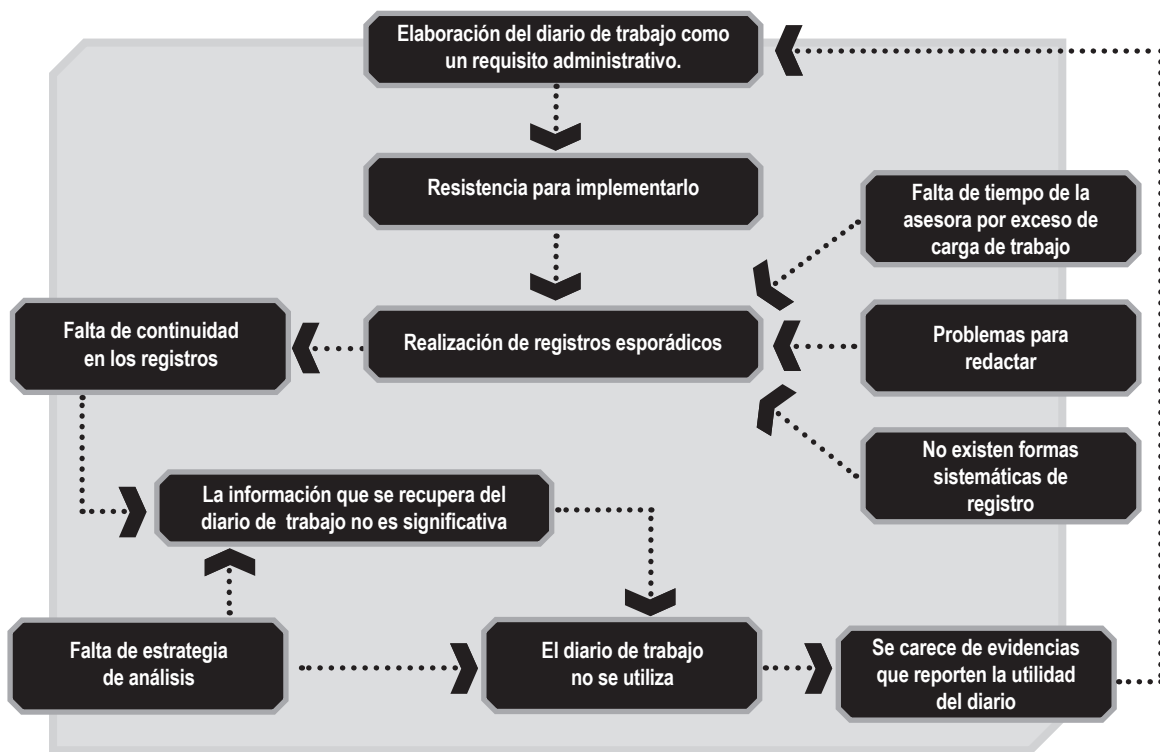 Elaboración del diario de trabajo como
un requisito administrativo.
Resistencia para implementarlo
Falta de tiempo de la
asesora por exceso de
carga de trabajo
Falta de continuidad
en los registros
Realización de registros esporádicos
Problemas para
redactar
No existen formas
sistemáticas de
registro
La información que se recupera del
diario de trabajo no es significativa
Falta de estrategia
de análisis
El diario de trabajo
no se utiliza
Se carece de evidencias
que reporten la utilidad
del diario